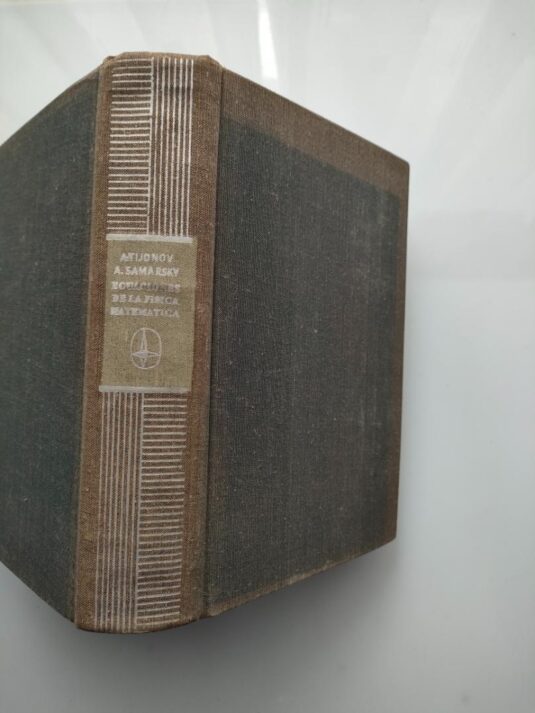 A.TIJONOV
A.SAMARSKY
ECUACIONES
DE LA FISICA
MATEMATICA